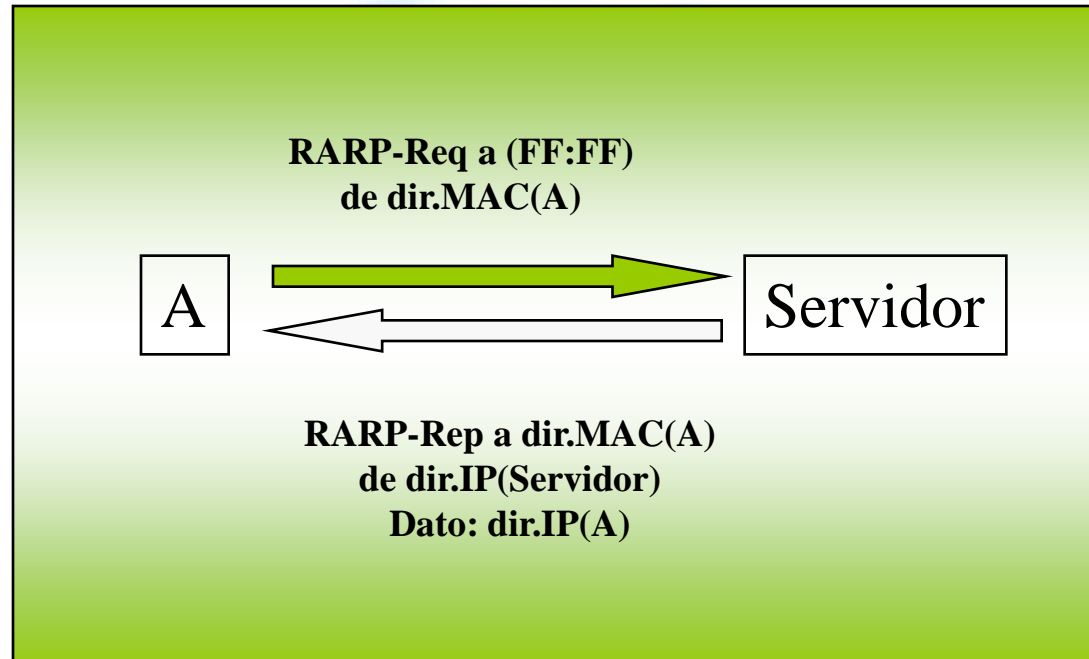 RARP-Req a (FF:FF)
de dir.MAC(A)
A
Servidor
RARP-Rep a dir.MAC(A)
de dir.IP(Servidor)
Dato: dir.IP(A)